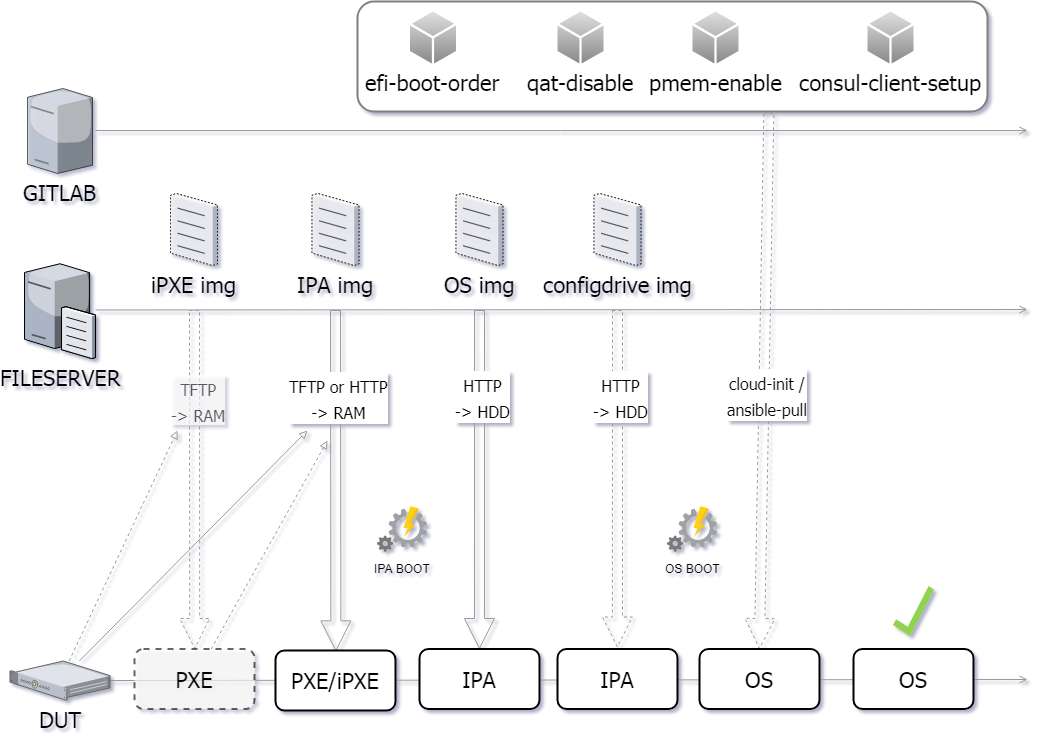 efi-boot-order
qat-disable
pmem-enable
consul-client-setup
GITLAB
iPXE img
IPA img
OS img
configdrive img
FILESERVER
TFTP
-> RAM
TFTP or HTTP
-> RAM
HTTP
-> HDD
HTTP
-> HDD
cloud-init /
ansible-pull
IPA BOOT
OS BOOT
PXE
PXE/iPXE
IPA
IPA
OS
OS
DUT